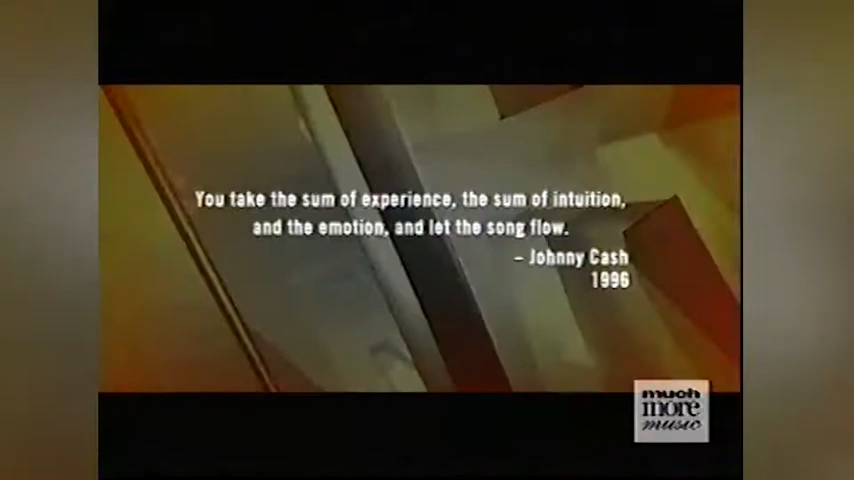 You take the sum of experience, the sum of intuition,
and the emotion, and let the song flow.
– Johnny Cash
1996
much
more
music